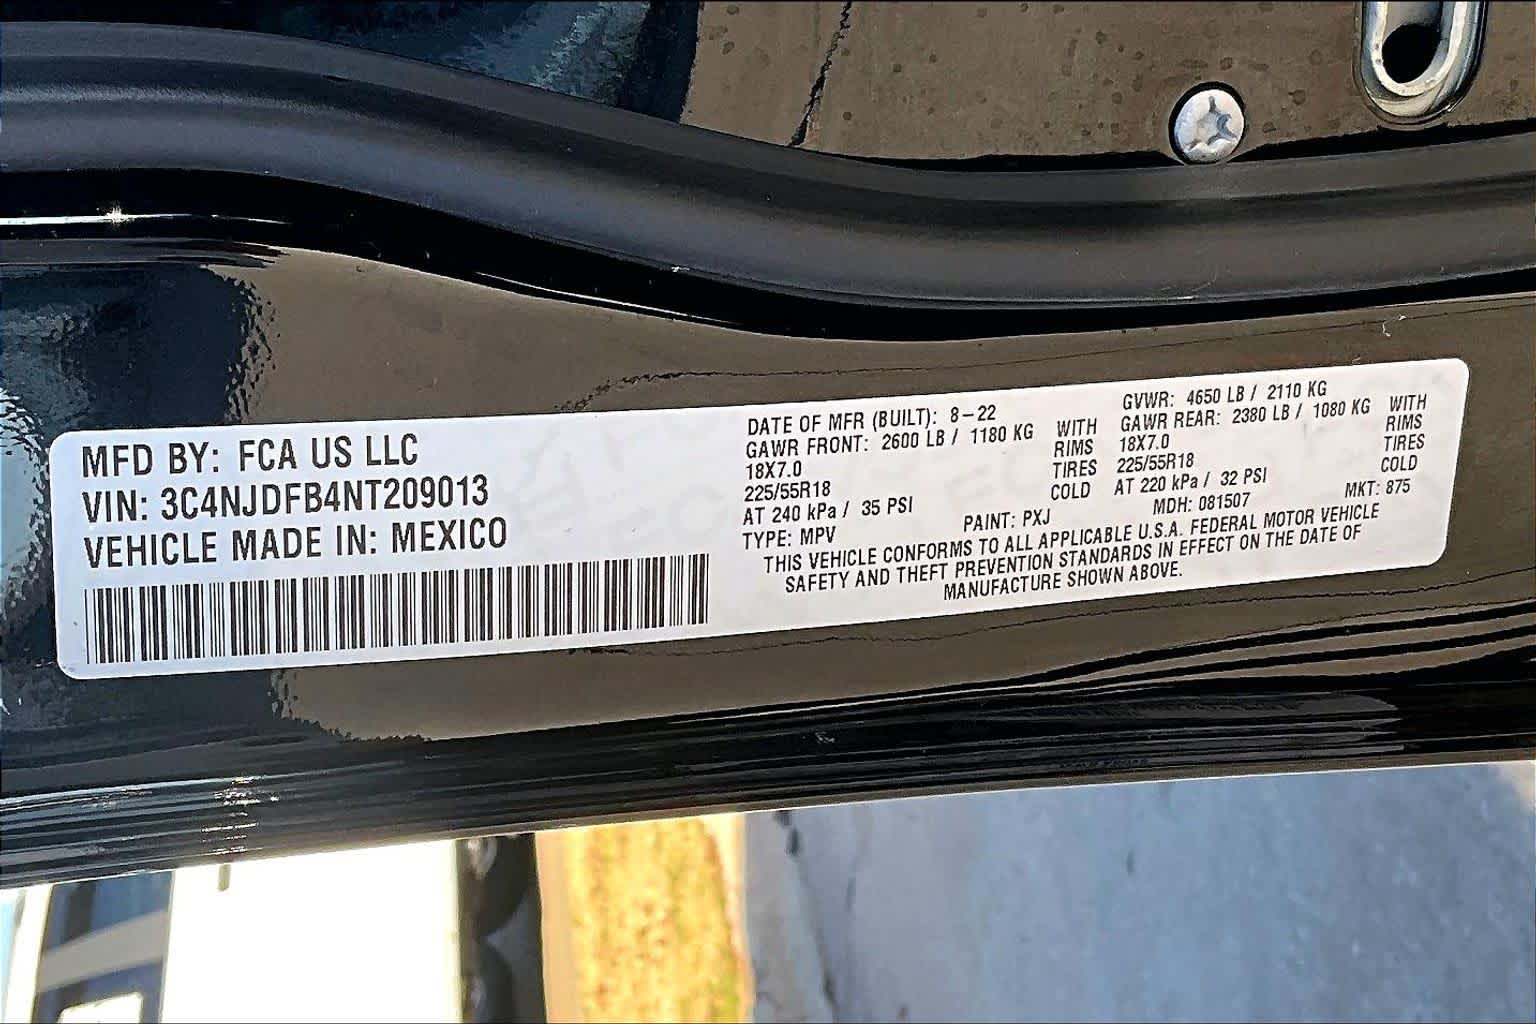 MFD BY: FCA US LLC
VIN: 3C4NJDFB4NT209013
VEHICLE MADE IN: MEXICO
DATE OF MFR (BUILT): 8-22
GAWR FRONT: 2600 LB / 1180 KG WITH
18X7.0 RIMS
225/55R18 TIRES
AT 240 kPa / 35 PSI COLD
TYPE: MPV
GVWR: 4650 LB / 2110 KG
GAWR REAR: 2380 LB / 1080 KG WITH
18X7.0 RIMS
225/55R18 TIRES
AT 220 kPa / 32 PSI COLD
PAINT: PXJ MDH: 081507 MKT: 875
THIS VEHICLE CONFORMS TO ALL APPLICABLE U.S.A. FEDERAL MOTOR VEHICLE
SAFETY AND THEFT PREVENTION STANDARDS IN EFFECT ON THE DATE OF
MANUFACTURE SHOWN ABOVE.